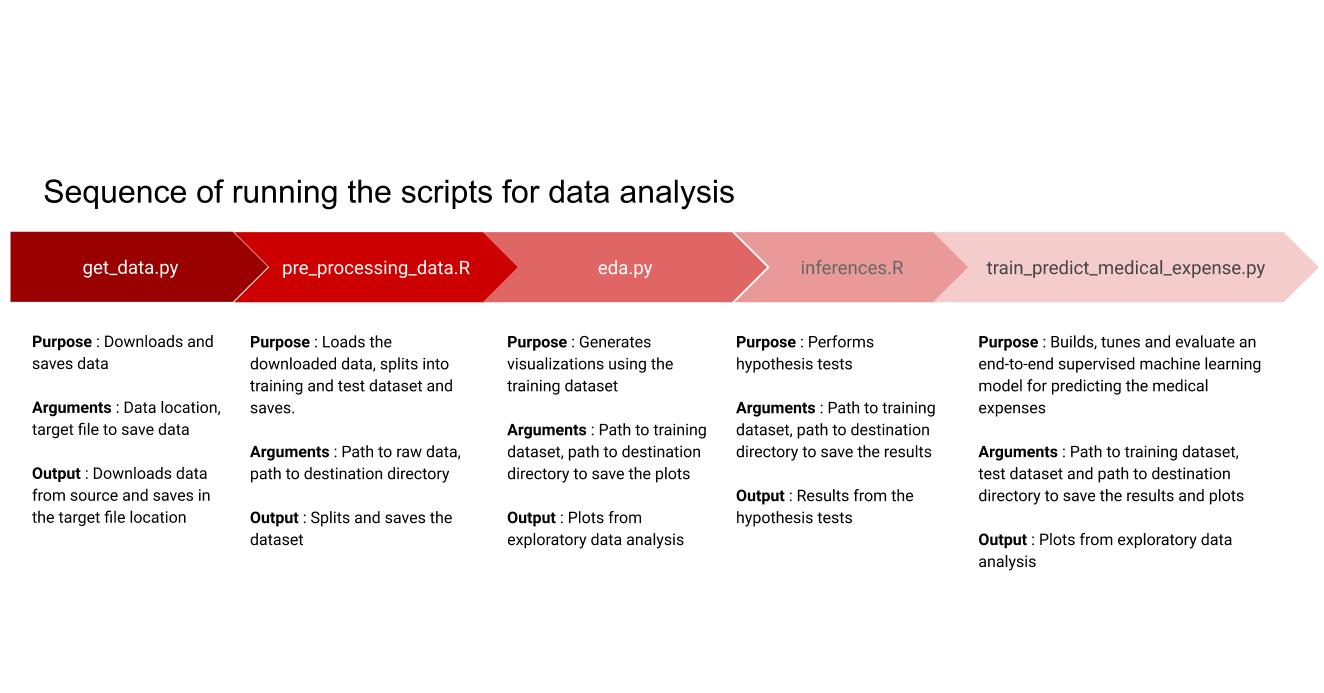 Sequence of running the scripts for data analysis
get_data.py
pre_processing_data.R
eda.py
inferences.R
train_predict_medical_expense.py
Purpose : Downloads and
saves data
Arguments : Data location,
target file to save data
Output : Downloads data
from source and saves in
the target file location
Purpose : Loads the
downloaded data, splits into
training and test dataset and
saves.
Arguments : Path to raw data,
path to destination directory
Output : Splits and saves the
dataset
Purpose : Generates
visualizations using the
training dataset
Arguments : Path to training
dataset, path to destination
directory to save the plots
Output : Plots from
exploratory data analysis
Purpose : Performs
hypothesis tests
Arguments : Path to training
dataset, path to destination
directory to save the results
Output : Results from the
hypothesis tests
Purpose : Builds, tunes and evaluate an
end-to-end supervised machine learning
model for predicting the medical
expenses
Arguments : Path to training dataset,
test dataset and path to destination
directory to save the results and plots
Output : Plots from exploratory data
analysis